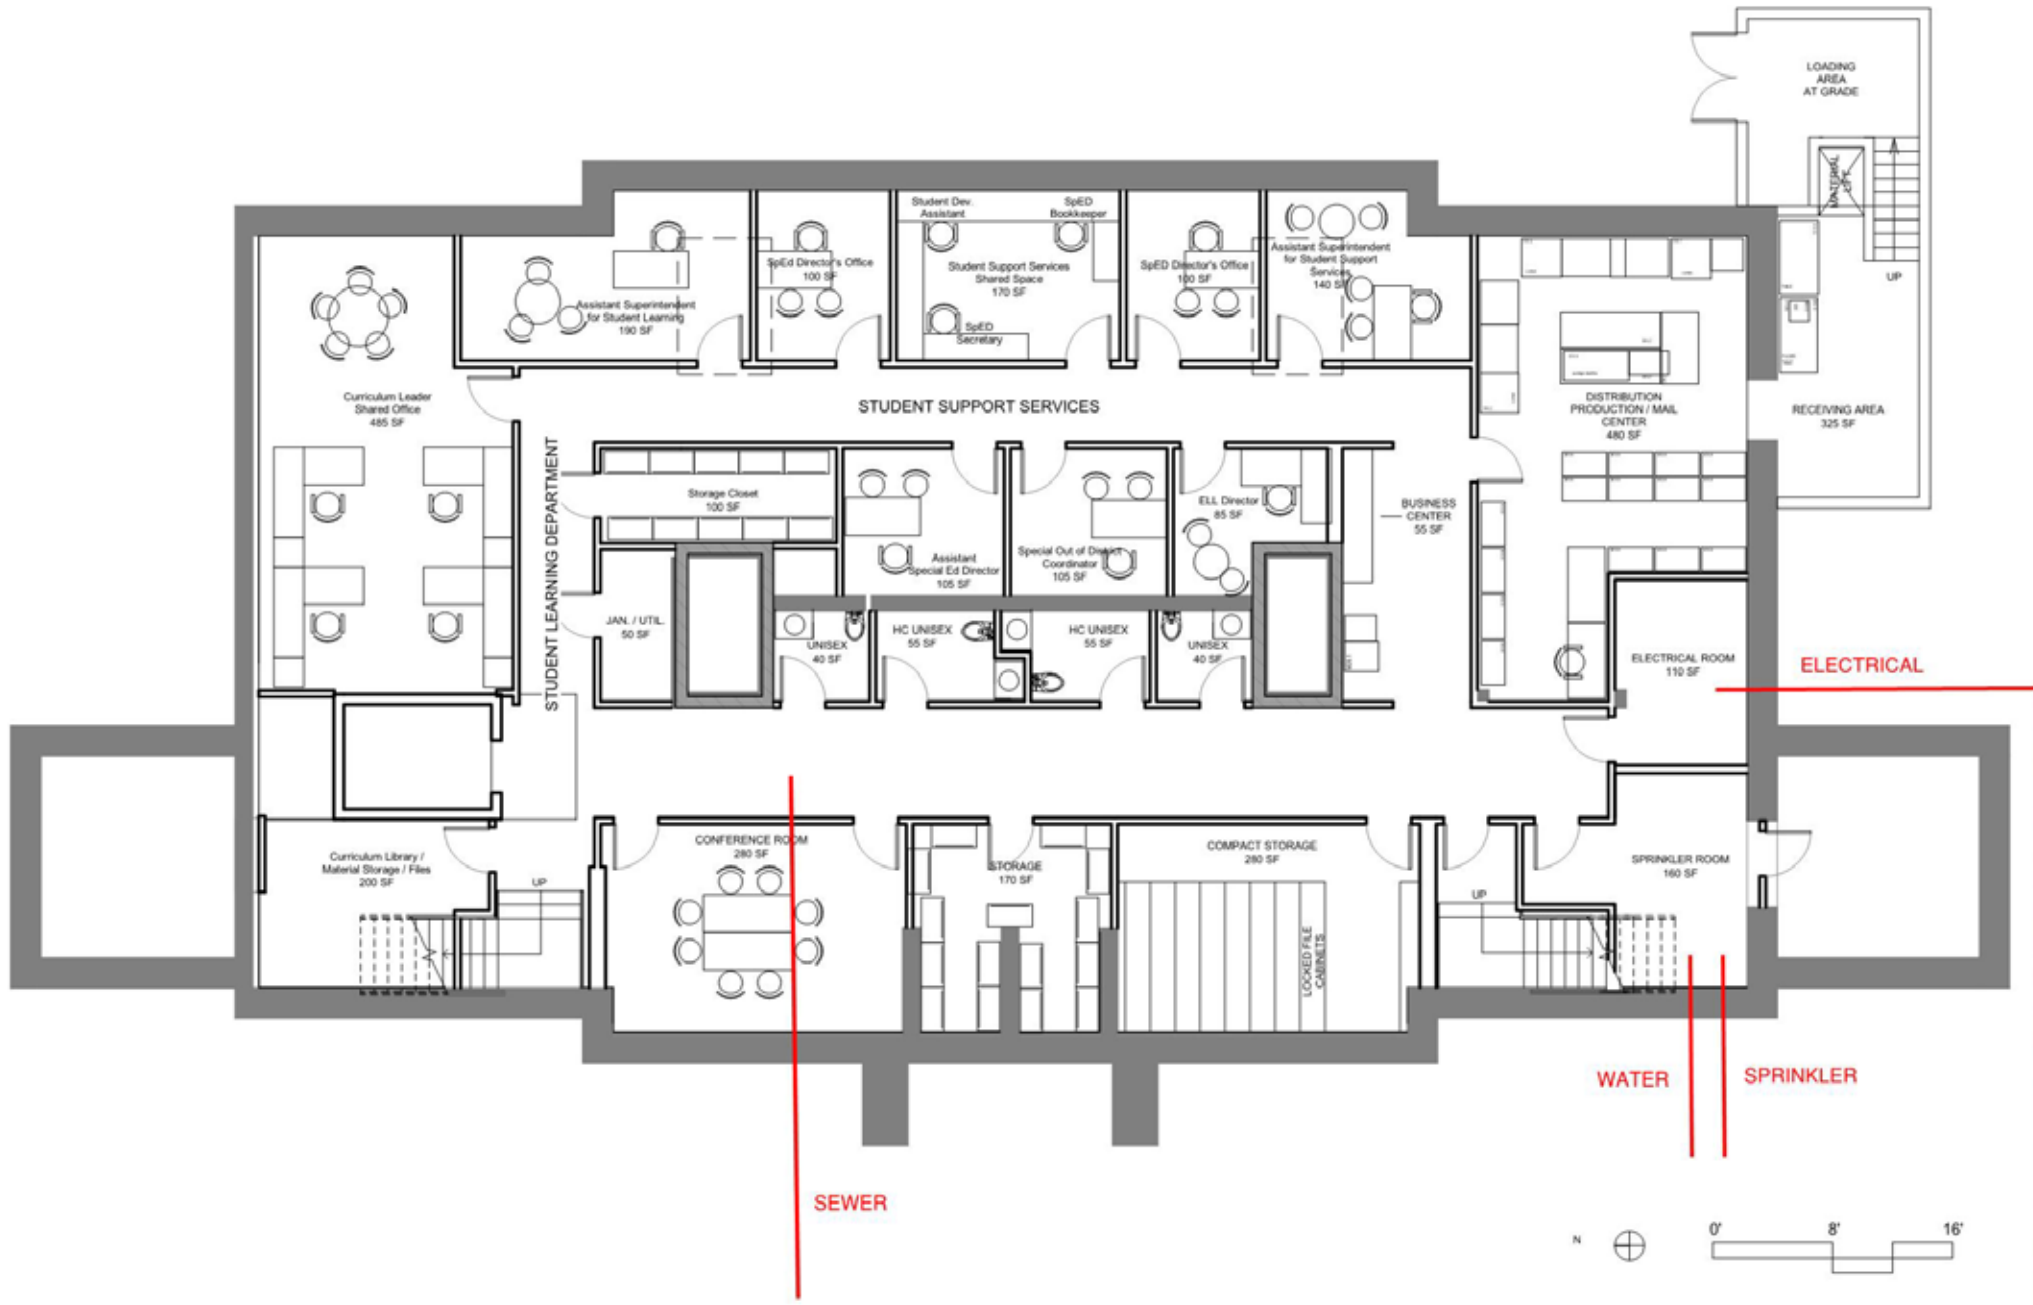 LOADING
AREA
AT GRADE
MATERIAL
LIFT
UP
Student Dev.
Assistant
SpED
Bookkeeper
SpEd Director's Office
100 SF
Student Support Services
Shared Space
170 SF
SpED
Secretary
SpED Director's Office
100 SF
Assistant Superintendent
for Student Support
Services
140 SF
Assistant Superintendent
for Student Learning
190 SF
Curriculum Leader
Shared Office
485 SF
STUDENT SUPPORT SERVICES
DISTRIBUTION
PRODUCTION / MAIL
CENTER
480 SF
RECEIVING AREA
325 SF
STUDENT LEARNING DEPARTMENT
Storage Closet
100 SF
Assistant
Special Ed Director
105 SF
Special Out of District
Coordinator
105 SF
ELL Director
85 SF
BUSINESS
CENTER
55 SF
JAN. / UTIL.
50 SF
UNISEX
40 SF
HC UNISEX
55 SF
HC UNISEX
55 SF
UNISEX
40 SF
ELECTRICAL ROOM
110 SF
ELECTRICAL
Curriculum Library /
Material Storage / Files
200 SF
UP
CONFERENCE ROOM
280 SF
STORAGE
170 SF
COMPACT STORAGE
280 SF
LOCKED FILE
CABINETS
UP
SPRINKLER ROOM
160 SF
WATER
SPRINKLER
SEWER
N
0'
8'
16'